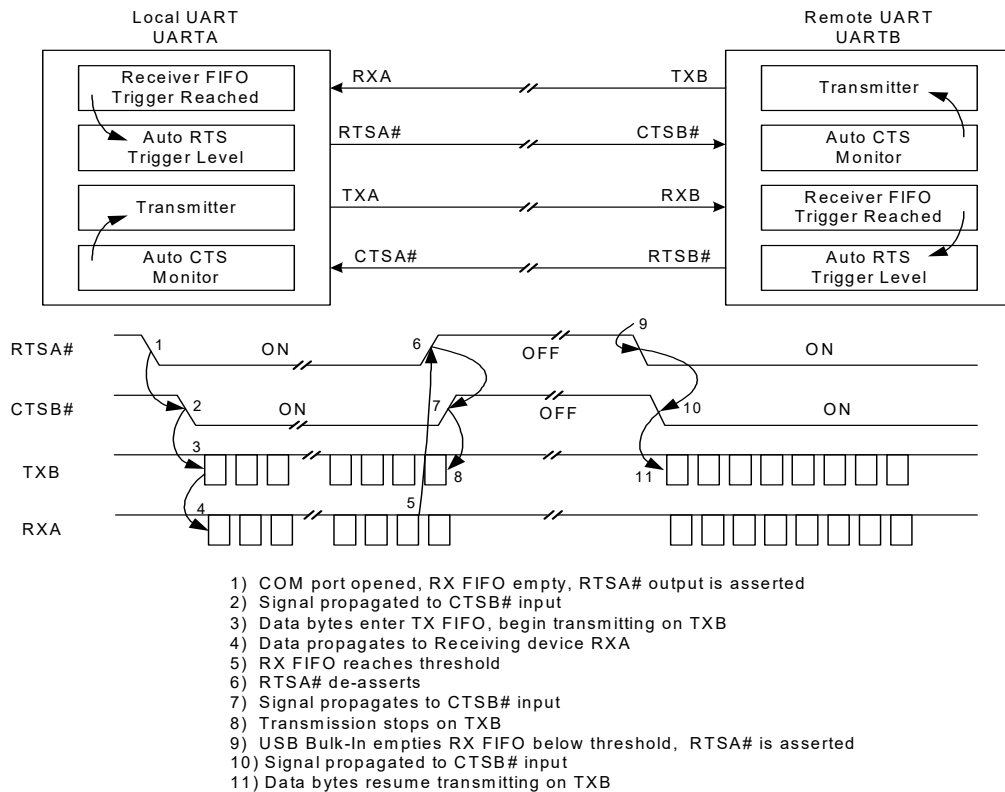 Local UART
UARTA
Remote UART
UARTB
Receiver FIFO
Trigger Reached
Auto RTS
Trigger Level
Transmitter
Auto CTS
Monitor
RXA
TXB
RTSA#
CTSB#
TXA
RXB
CTSA#
RTSB#
Transmitter
Auto CTS
Monitor
Receiver FIFO
Trigger Reached
Auto RTS
Trigger Level
RTSA# 1 ON 6 OFF 9 ON
CTSB# 2 ON 7 OFF 10 ON
TXB 3 8 11
RXA 4 5
1) COM port opened, RX FIFO empty, RTSA# output is asserted
2) Signal propagated to CTSB# input
3) Data bytes enter TX FIFO, begin transmitting on TXB
4) Data propagates to Receiving device RXA
5) RX FIFO reaches threshold
6) RTSA# de-asserts
7) Signal propagates to CTSB# input
8) Transmission stops on TXB
9) USB Bulk-In empties RX FIFO below threshold, RTSA# is asserted
10) Signal propagated to CTSB# input
11) Data bytes resume transmitting on TXB